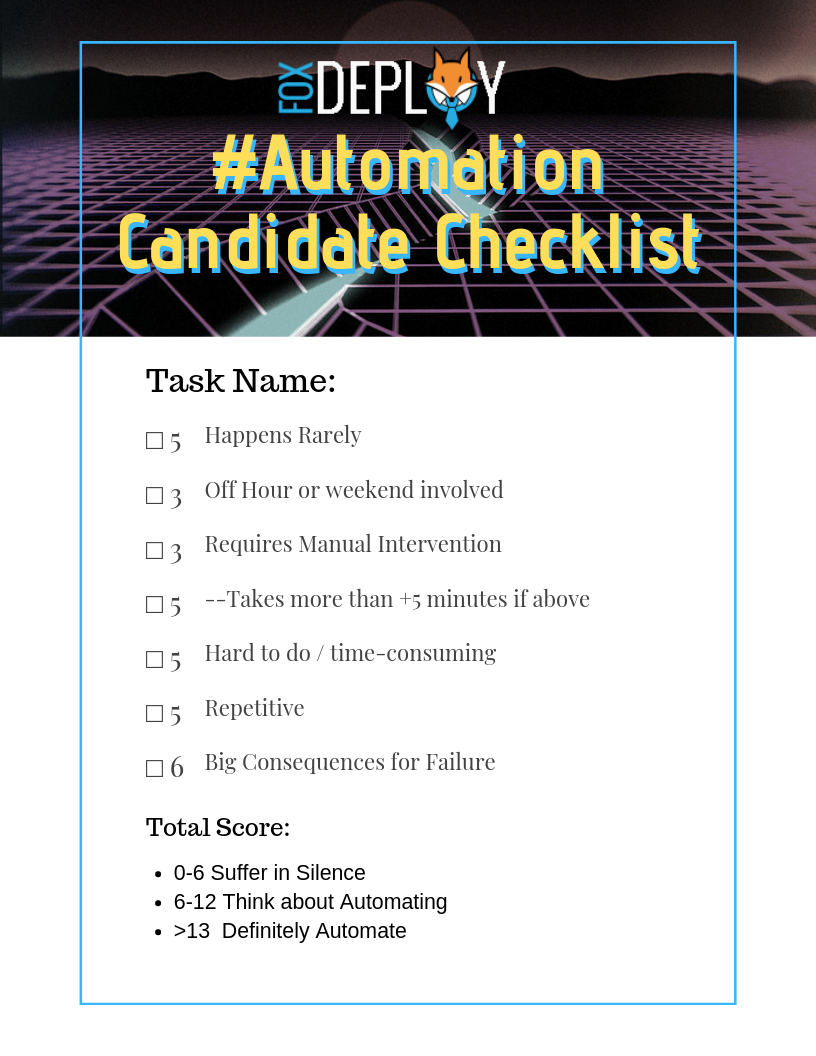 FOX DEPLOY
#Automation
Candidate Checklist
Task Name:
☐ 5 Happens Rarely
☐ 3 Off Hour or weekend involved
☐ 3 Requires Manual Intervention
☐ 5 --Takes more than +5 minutes if above
☐ 5 Hard to do / time-consuming
☐ 5 Repetitive
☐ 6 Big Consequences for Failure
Total Score:
• 0-6 Suffer in Silence
• 6-12 Think about Automating
• >13  Definitely Automate